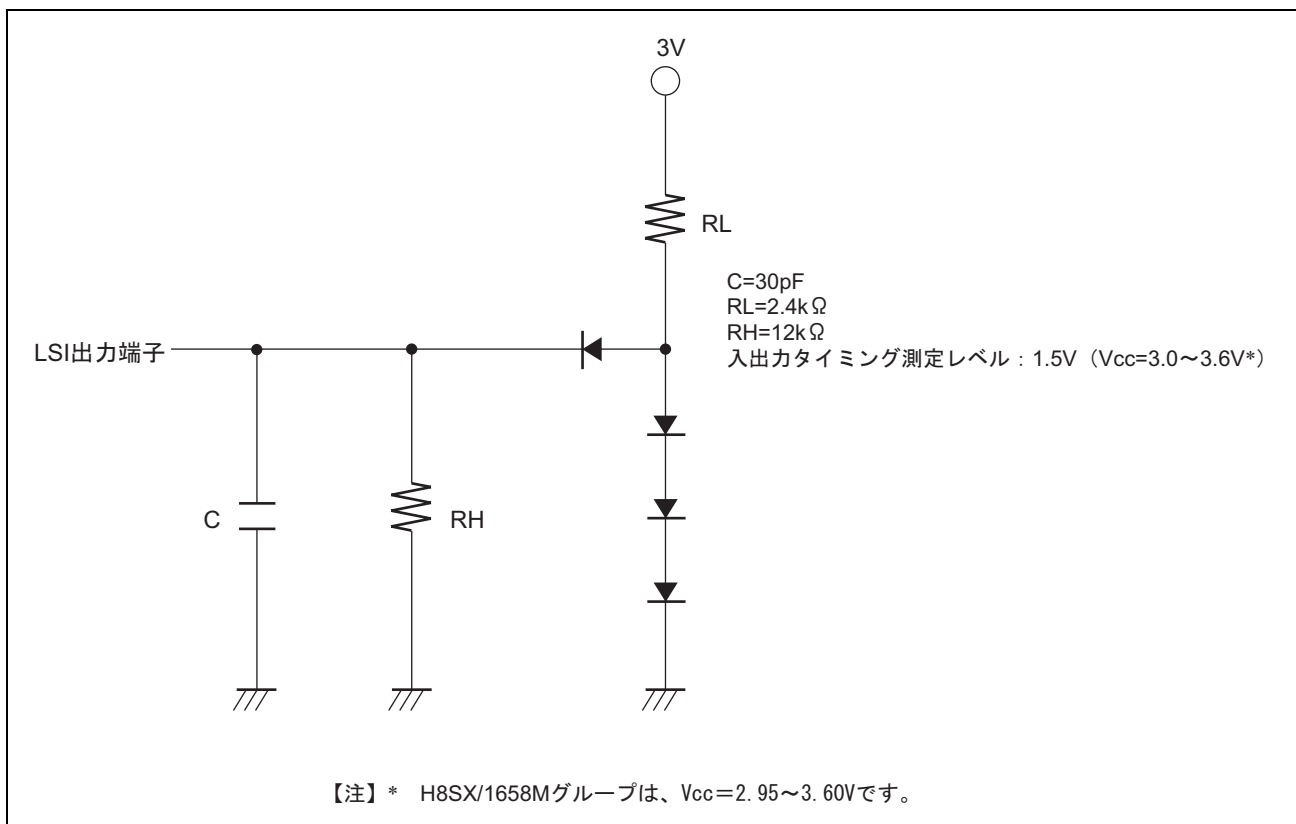 3V
RL
C=30pF
RL=2.4kΩ
RH=12kΩ
入出力タイミング測定レベル：1.5V（Vcc=3.0～3.6V*）
LSI出力端子
C
RH
【注】* H8SX/1658Mグループは、Vcc＝2.95～3.60Vです。